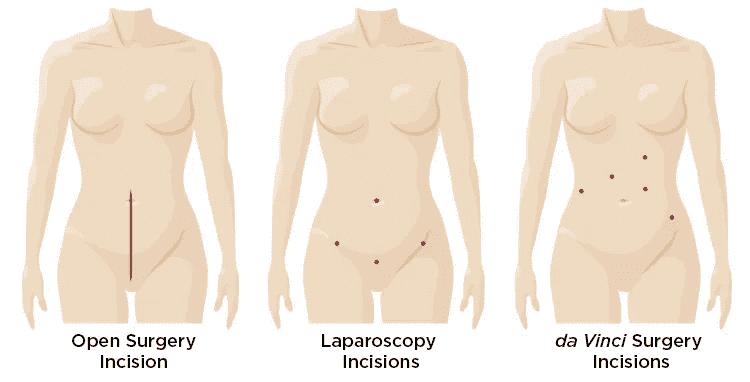 Open Surgery
Incision
Laparoscopy
Incisions
da Vinci Surgery
Incisions